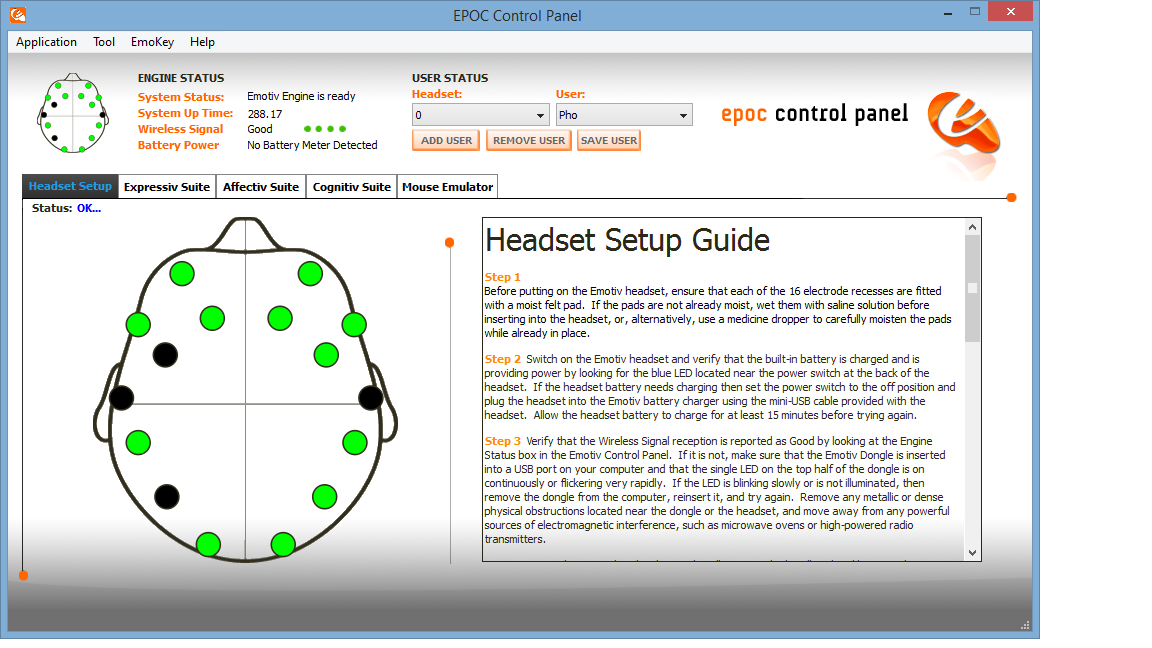 EPOC Control Panel
Application Tool EmoKey Help
ENGINE STATUS
System Status: Emotiv Engine is ready
System Up Time: 288.17
Wireless Signal Good
Battery Power No Battery Meter Detected
USER STATUS
Headset: User:
0 Pho
ADD USER REMOVE USER SAVE USER
epoc control panel
Headset Setup Expressiv Suite Affectiv Suite Cognitiv Suite Mouse Emulator
Status: OK...
Headset Setup Guide
Step 1
Before putting on the Emotiv headset, ensure that each of the 16 electrode recesses are fitted
with a moist felt pad. If the pads are not already moist, wet them with saline solution before
inserting into the headset, or, alternatively, use a medicine dropper to carefully moisten the pads
while already in place.
Step 2 Switch on the Emotiv headset and verify that the built-in battery is charged and is
providing power by looking for the blue LED located near the power switch at the back of the
headset. If the headset battery needs charging then set the power switch to the off position and
plug the headset into the Emotiv battery charger using the mini-USB cable provided with the
headset. Allow the headset battery to charge for at least 15 minutes before trying again.
Step 3 Verify that the Wireless Signal reception is reported as Good by looking at the Engine
Status box in the Emotiv Control Panel. If it is not, make sure that the Emotiv Dongle is inserted
into a USB port on your computer and that the single LED on the top half of the dongle is on
continuously or flickering very rapidly. If the LED is blinking slowly or is not illuminated, then
remove the dongle from the computer, reinsert it, and try again. Remove any metallic or dense
physical obstructions located near the dongle or the headset, and move away from any powerful
sources of electromagnetic interference, such as microwave ovens or high-powered radio
transmitters.